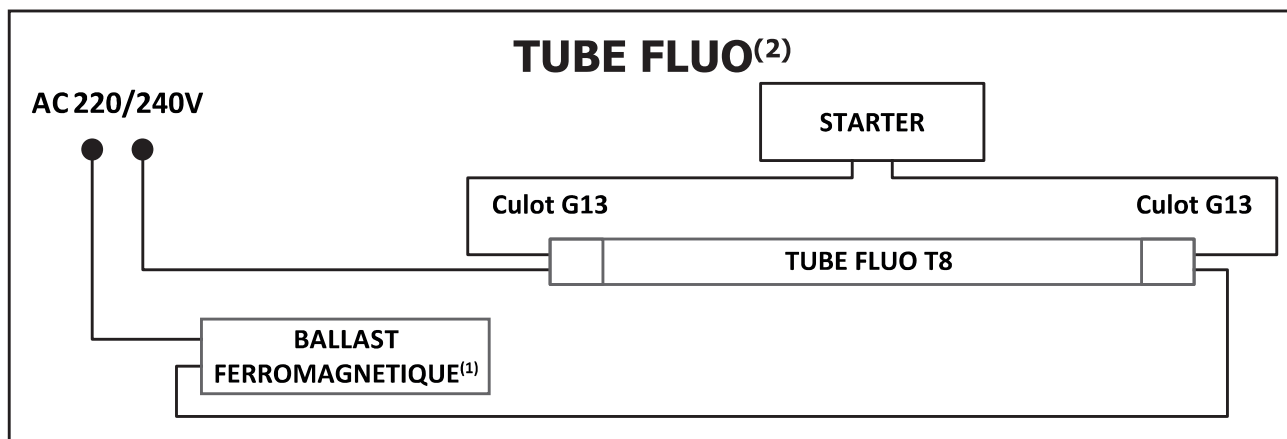 TUBE FLUO(2)
AC 220/240V
STARTER
Culot G13
Culot G13
TUBE FLUO T8
BALLAST
FERROMAGNETIQUE(1)